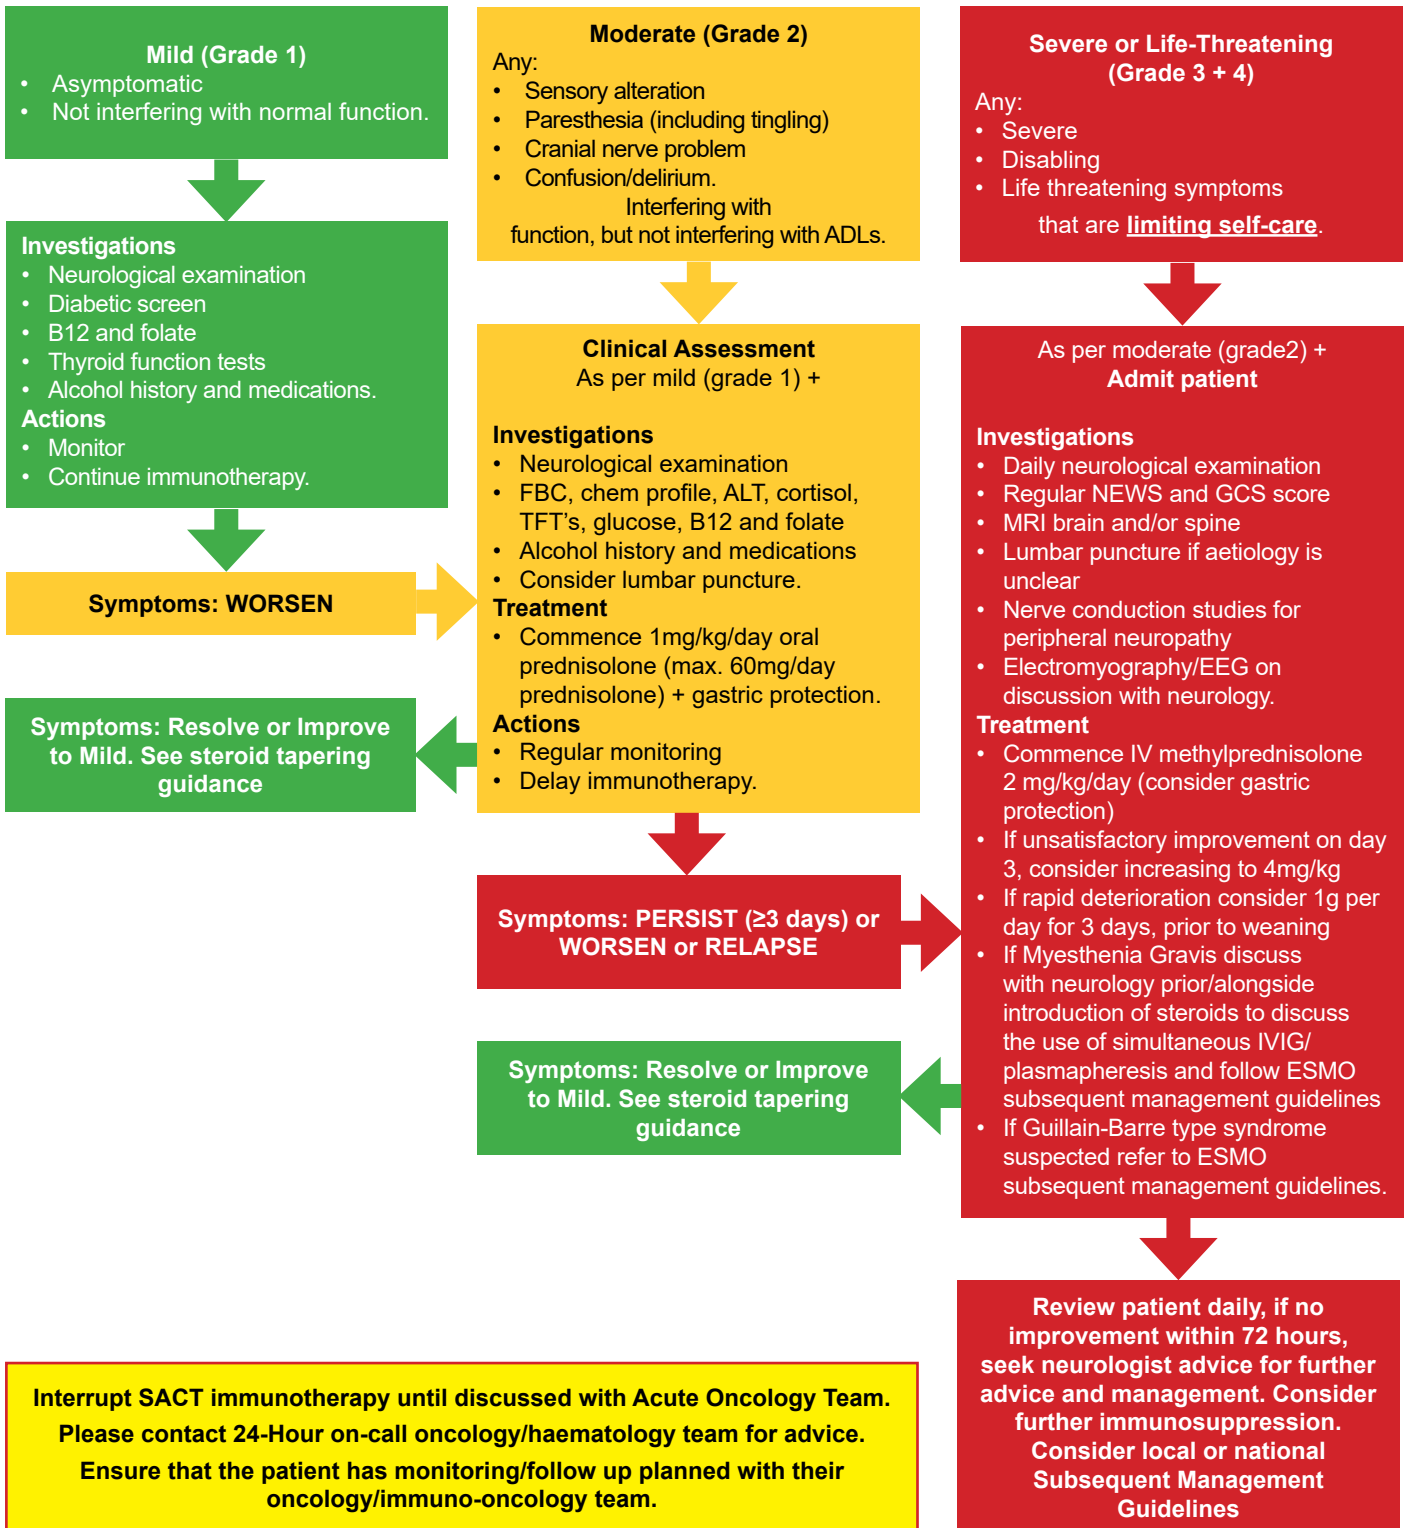 Mild (Grade 1)
• Asymptomatic
• Not interfering with normal function.
Investigations
• Neurological examination
• Diabetic screen
• B12 and folate
• Thyroid function tests
• Alcohol history and medications.
Actions
• Monitor
• Continue immunotherapy.
Symptoms: WORSEN
Symptoms: Resolve or Improve
to Mild. See steroid tapering
guidance
Moderate (Grade 2)
Any:
• Sensory alteration
• Paresthesia (including tingling)
• Cranial nerve problem
• Confusion/delirium.
Interfering with
function, but not interfering with ADLs.
Clinical Assessment
As per mild (grade 1) +
Investigations
• Neurological examination
• FBC, chem profile, ALT, cortisol,
TFT's, glucose, B12 and folate
• Alcohol history and medications
• Consider lumbar puncture.
Treatment
• Commence 1mg/kg/day oral
prednisolone (max. 60mg/day
prednisolone) + gastric protection.
Actions
• Regular monitoring
• Delay immunotherapy.
Symptoms: PERSIST (≥3 days) or
WORSEN or RELAPSE
Symptoms: Resolve or Improve
to Mild. See steroid tapering
guidance
Severe or Life-Threatening
(Grade 3 + 4)
Any:
• Severe
• Disabling
• Life threatening symptoms
that are limiting self-care.
As per moderate (grade2) +
Admit patient
Investigations
• Daily neurological examination
• Regular NEWS and GCS score
• MRI brain and/or spine
• Lumbar puncture if aetiology is
unclear
• Nerve conduction studies for
peripheral neuropathy
• Electromyography/EEG on
discussion with neurology.
Treatment
• Commence IV methylprednisolone
2 mg/kg/day (consider gastric
protection)
• If unsatisfactory improvement on day
3, consider increasing to 4mg/kg
• If rapid deterioration consider 1g per
day for 3 days, prior to weaning
• If Myesthenia Gravis discuss
with neurology prior/alongside
introduction of steroids to discuss
the use of simultaneous IVIG/
plasmapheresis and follow ESMO
subsequent management guidelines
• If Guillain-Barre type syndrome
suspected refer to ESMO
subsequent management guidelines.
Review patient daily, if no
improvement within 72 hours,
seek neurologist advice for further
advice and management. Consider
further immunosuppression.
Consider local or national
Subsequent Management
Guidelines
Interrupt SACT immunotherapy until discussed with Acute Oncology Team.
Please contact 24-Hour on-call oncology/haematology team for advice.
Ensure that the patient has monitoring/follow up planned with their
oncology/immuno-oncology team.